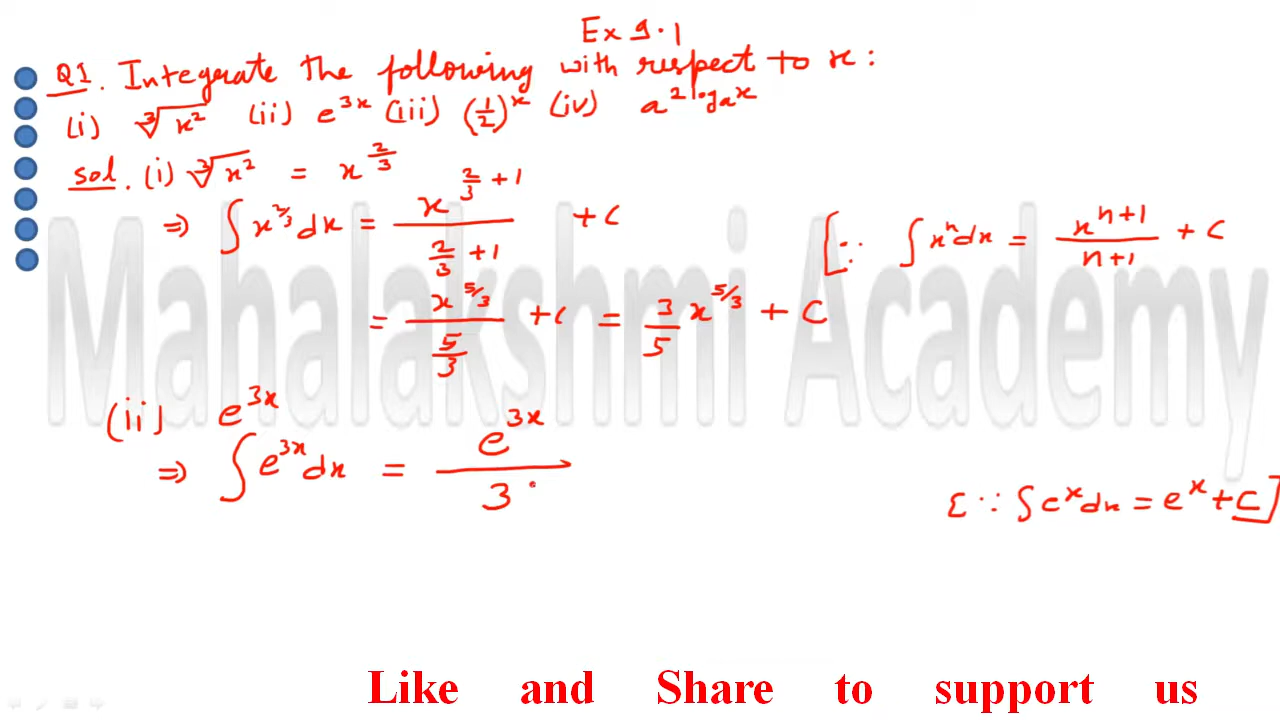 Ex 9.1
Q1. Integrate the following with respect to x:
(i) ∛x² (ii) e^{3x} (iii) (1/2)^x (iv) a^{2 log_a x}
sol. (i) ∛x² = x^{2/3}
⇒ ∫ x^{2/3} dx = x^{2/3 + 1} / (2/3 + 1) + c [∵ ∫ x^n dx = x^{n+1} / (n+1) + c
= x^{5/3} / (5/3) + c = 3/5 x^{5/3} + c
Mahalakshmi Academy
(ii) e^{3x}
⇒ ∫ e^{3x} dx = e^{3x} / 3 [∵ ∫ e^x dx = e^x + c]
Like and Share to support us